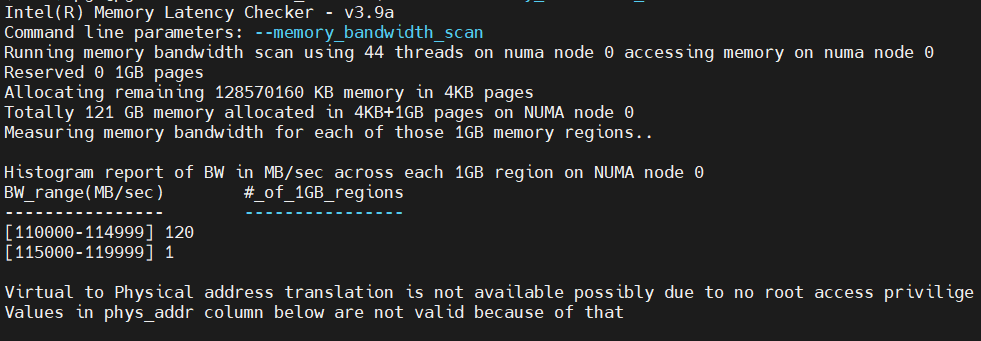 Intel(R) Memory Latency Checker - v3.9a
Command line parameters: --memory_bandwidth_scan
Running memory bandwidth scan using 44 threads on numa node 0 accessing memory on numa node 0
Reserved 0 1GB pages
Allocating remaining 128570160 KB memory in 4KB pages
Totally 121 GB memory allocated in 4KB+1GB pages on NUMA node 0
Measuring memory bandwidth for each of those 1GB memory regions..
Histogram report of BW in MB/sec across each 1GB region on NUMA node 0
BW_range(MB/sec)        #_of_1GB_regions
----------------        ----------------
[110000-114999] 120
[115000-119999] 1
Virtual to Physical address translation is not available possibly due to no root access privilige
Values in phys_addr column below are not valid because of that